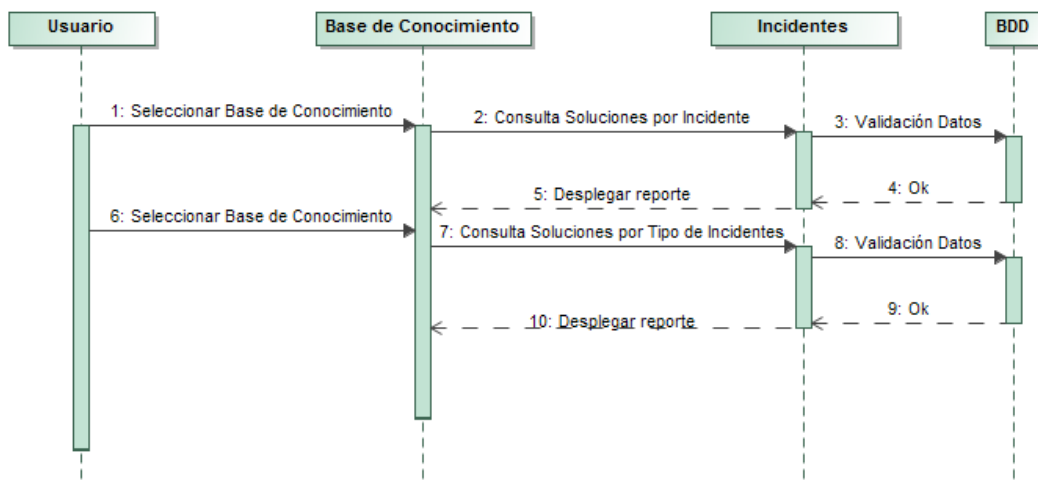 Usuario
Base de Conocimiento
Incidentes
BDD
1: Seleccionar Base de Conocimiento
2: Consulta Soluciones por Incidente
3: Validación Datos
4: Ok
5: Desplegar reporte
6: Seleccionar Base de Conocimiento
7: Consulta Soluciones por Tipo de Incidentes
8: Validación Datos
9: Ok
10: Desplegar reporte